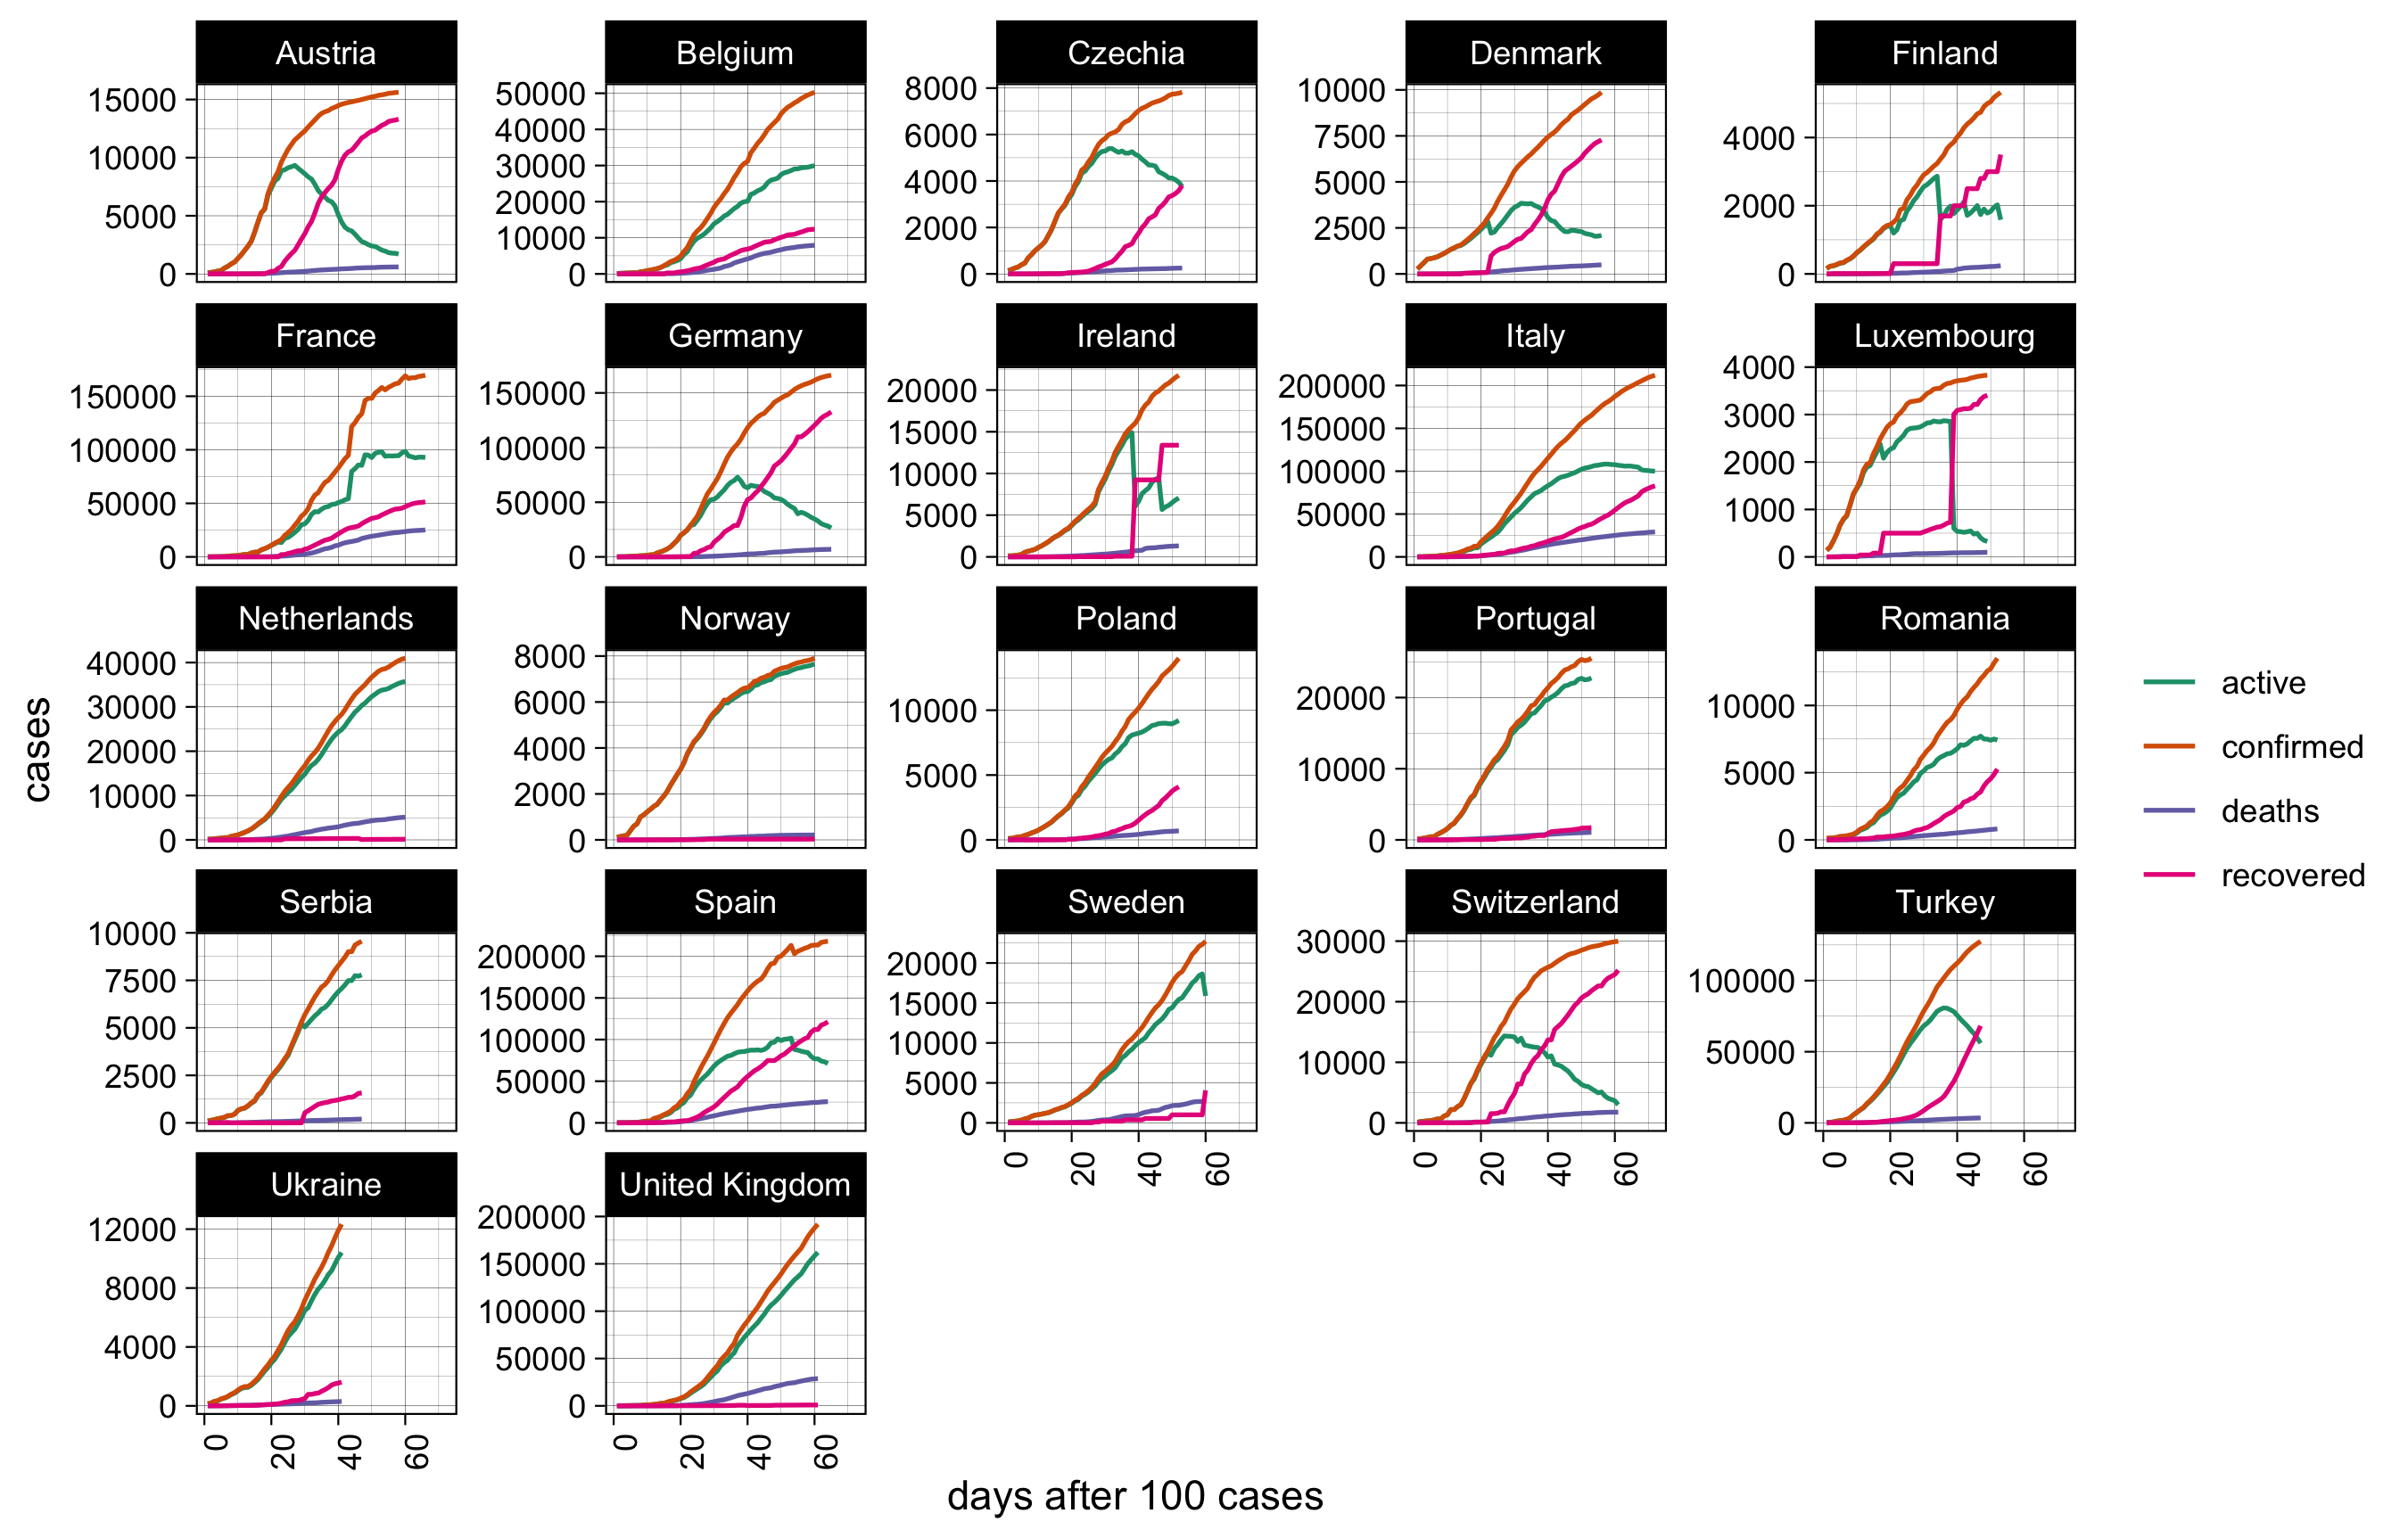 Austria
Belgium
Czechia
Denmark
Finland
15000
10000
5000
0
50000
40000
30000
20000
10000
0
8000
6000
4000
2000
0
10000
7500
5000
2500
0
4000
2000
0
France
Germany
Ireland
Italy
Luxembourg
150000
100000
50000
0
150000
100000
50000
0
20000
15000
10000
5000
0
200000
150000
100000
50000
0
4000
3000
2000
1000
0
Netherlands
Norway
Poland
Portugal
Romania
40000
30000
20000
10000
0
8000
6000
4000
2000
0
10000
5000
0
20000
10000
0
10000
5000
0
Serbia
Spain
Sweden
Switzerland
Turkey
10000
7500
5000
2500
0
200000
150000
100000
50000
0
20000
15000
10000
5000
0
30000
20000
10000
0
100000
50000
0
0 20 40 60
0 20 40 60
0 20 40 60
Ukraine
United Kingdom
12000
8000
4000
0
200000
150000
100000
50000
0
0 20 40 60
0 20 40 60
days after 100 cases
cases
active
confirmed
deaths
recovered